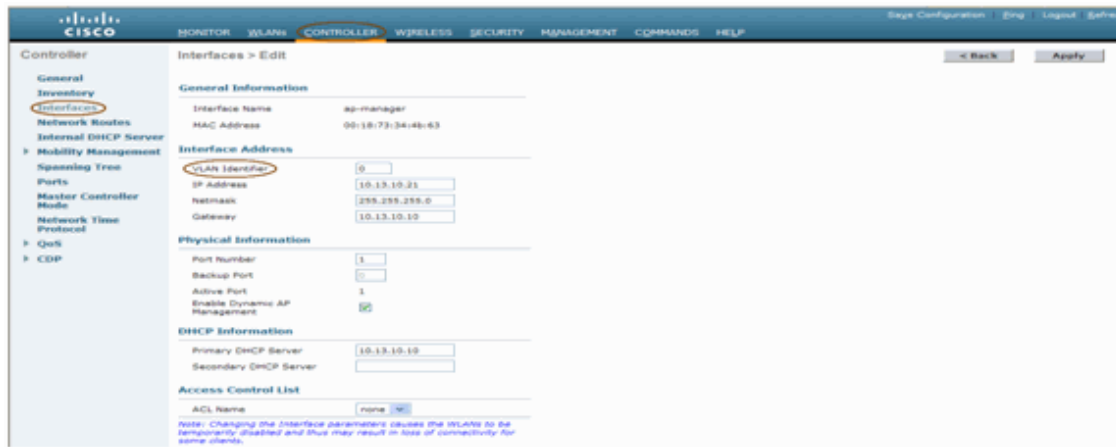 Save Configuration Ping Logout Refre
CISCO
MONITOR WLANs CONTROLLER WIRELESS SECURITY MANAGEMENT COMMANDS HELP
Controller
General
Inventory
Interfaces
Network Routes
Internal DHCP Server
Mobility Management
Spanning Tree
Ports
Master Controller
Mode
Network Time
Protocol
QoS
CDP
Interfaces > Edit
< Back
Apply
General Information
Interface Name ap-manager
MAC Address 00:18:73:34:4b:63
Interface Address
VLAN Identifier 0
IP Address 10.13.10.21
Netmask 255.255.255.0
Gateway 10.13.10.10
Physical Information
Port Number 1
Backup Port 0
Active Port 1
Enable Dynamic AP
Management
DHCP Information
Primary DHCP Server 10.13.10.10
Secondary DHCP Server
Access Control List
ACL Name none
Note: Changing the Interface parameters causes the WLANs to be
temporarily disabled and thus may result in loss of connectivity for
some clients.